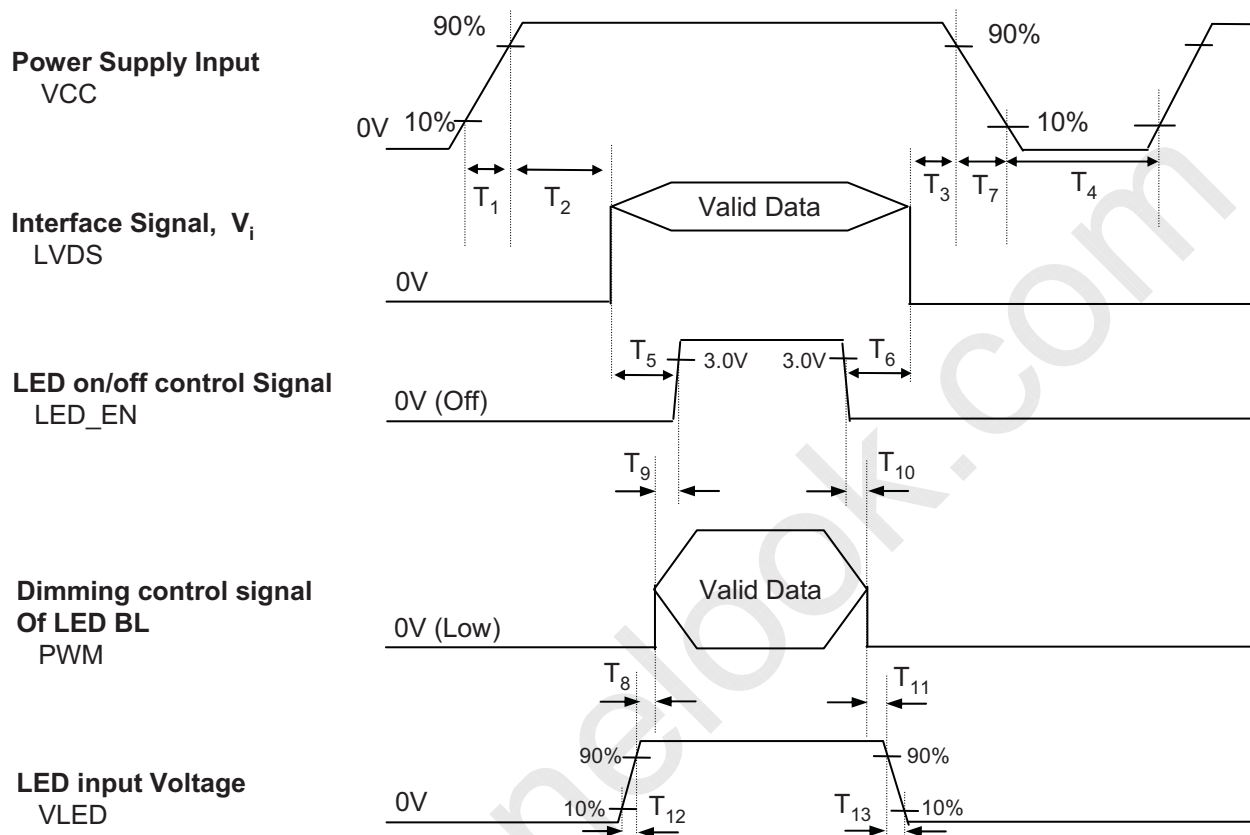 90%
90%
Power Supply Input
VCC
0V
10%
10%
T1
T2
T3
T7
T4
Interface Signal, Vi
LVDS
Valid Data
0V
T5
3.0V
3.0V
T6
LED on/off control Signal
LED_EN
0V (Off)
T9
T10
Dimming control signal
Of LED BL
PWM
Valid Data
0V (Low)
T8
T11
LED input Voltage
VLED
90%
90%
0V
10%
T12
T13
10%
nelook.com